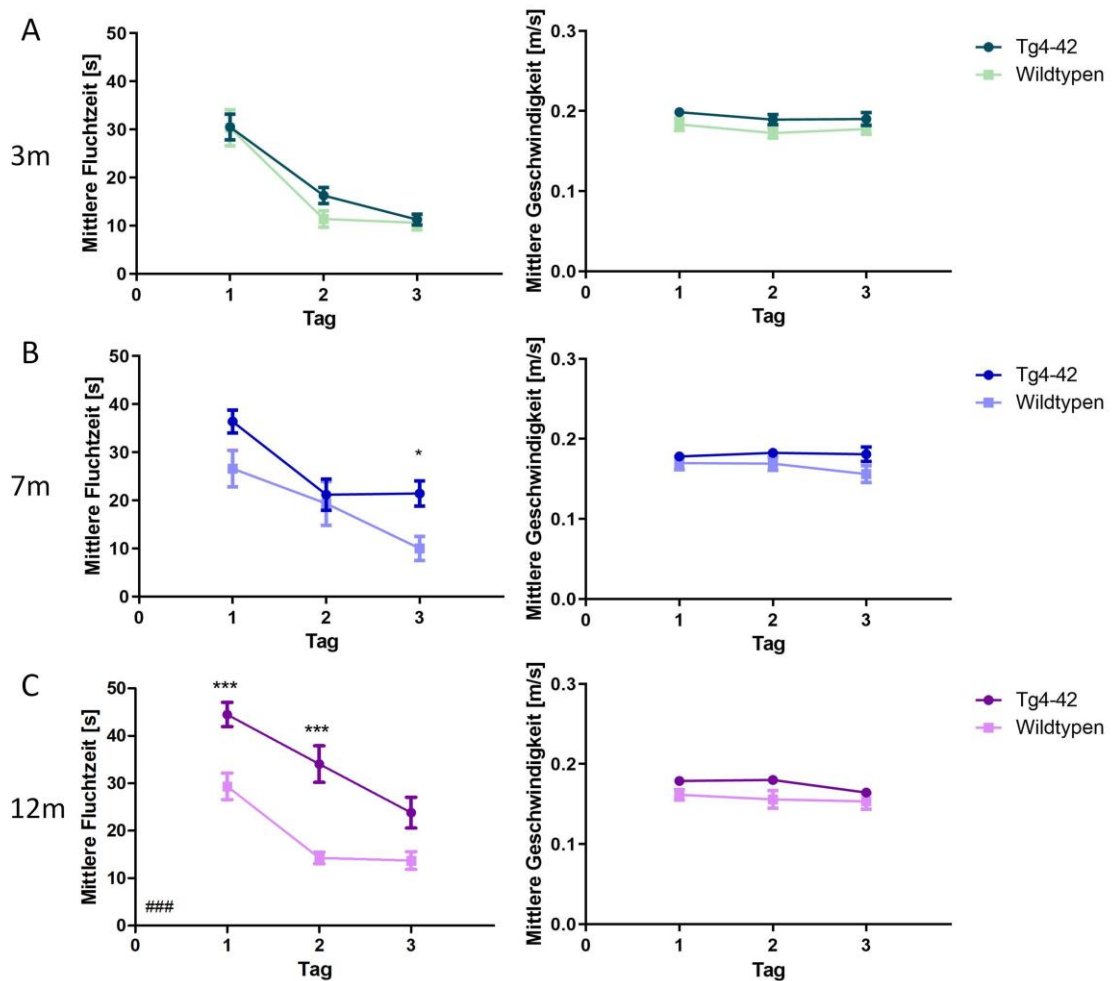 A
3m
Mittlere Fluchtzeit [s]
50
40
30
20
10
0
0
1
2
3
Tag
Mittlere Geschwindigkeit [m/s]
0.3
0.2
0.1
0.0
0
1
2
3
Tag
Tg4-42
Wildtypen
B
7m
Mittlere Fluchtzeit [s]
50
40
30
20
10
0
*
0
1
2
3
Tag
Mittlere Geschwindigkeit [m/s]
0.3
0.2
0.1
0.0
0
1
2
3
Tag
Tg4-42
Wildtypen
C
12m
Mittlere Fluchtzeit [s]
50
40
30
20
10
0
***
***
###
0
1
2
3
Tag
Mittlere Geschwindigkeit [m/s]
0.3
0.2
0.1
0.0
0
1
2
3
Tag
Tg4-42
Wildtypen